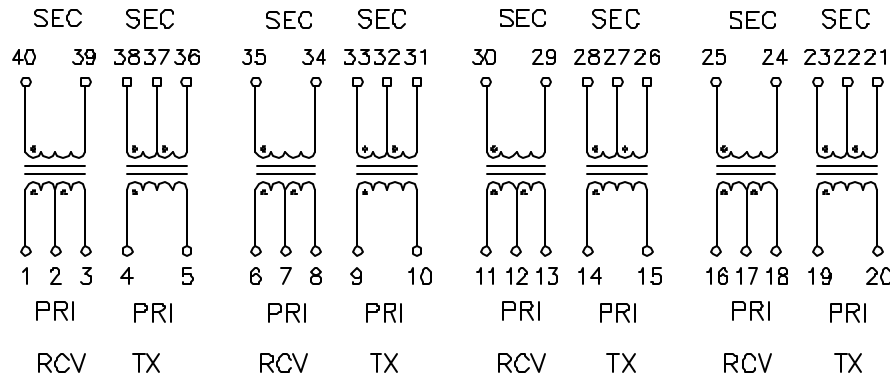 SEC SEC SEC SEC SEC SEC SEC SEC
40 39 38 37 36 35 34 33 32 31 30 29 28 27 26 25 24 23 22 21
1 2 3 4 5 6 7 8 9 10 11 12 13 14 15 16 17 18 19 20
PRI PRI PRI PRI PRI PRI PRI PRI
RCV TX RCV TX RCV TX RCV TX